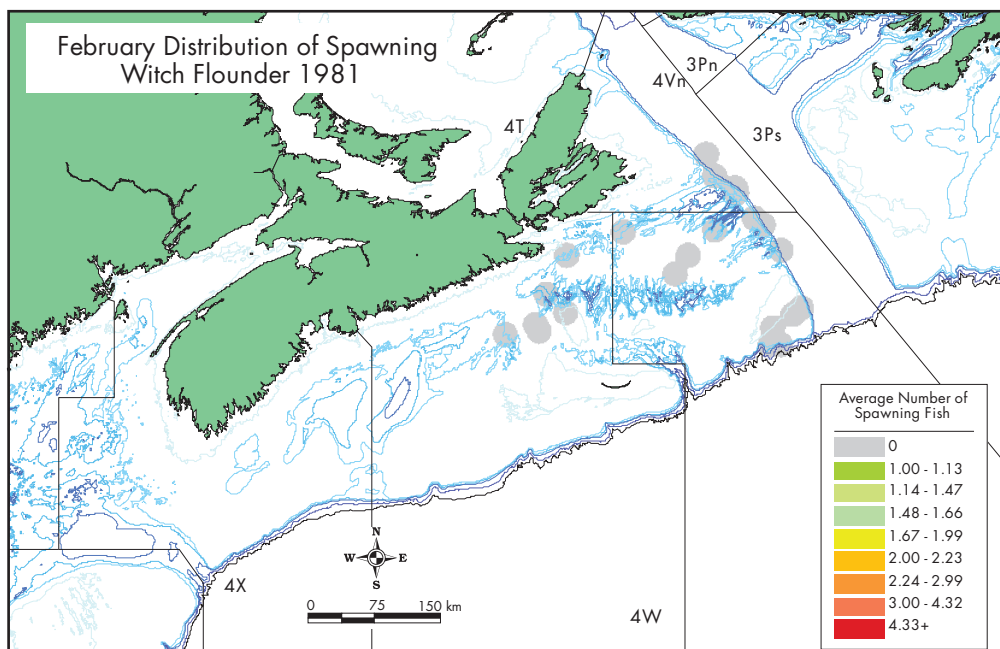 February Distribution of Spawning
Witch Flounder 1981
3Pn
4Vn
4T
3Ps
Average Number of
Spawning Fish
0
1.00 - 1.13
1.14 - 1.47
1.48 - 1.66
1.67 - 1.99
2.00 - 2.23
2.24 - 2.99
3.00 - 4.32
4.33+
N
W E
S
4X
0 75 150 km
4W